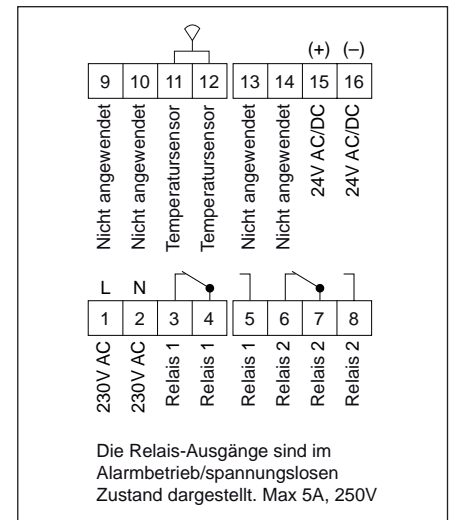 (+) (–)
9 10 11 12 13 14 15 16
Nicht angewendet
Nicht angewendet
Temperatursensor
Temperatursensor
Nicht angewendet
Nicht angewendet
24V AC/DC
24V AC/DC
L N
1 2 3 4 5 6 7 8
230V AC
230V AC
Relais 1
Relais 1
Relais 1
Relais 2
Relais 2
Relais 2
Die Relais-Ausgänge sind im
Alarmbetrieb/spannungslosen
Zustand dargestellt. Max 5A, 250V